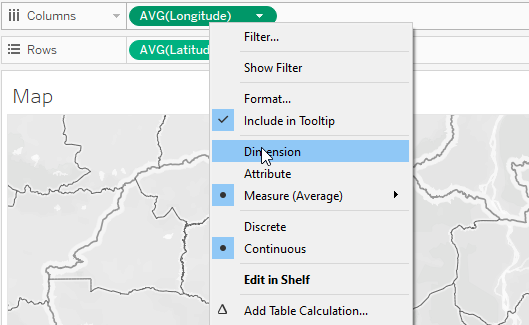 Columns AVG(Longitude)
Rows AVG(Latitud
Map
Filter...
Show Filter
Format...
Include in Tooltip
Dimension
Attribute
Measure (Average)
Discrete
Continuous
Edit in Shelf
Add Table Calculation...